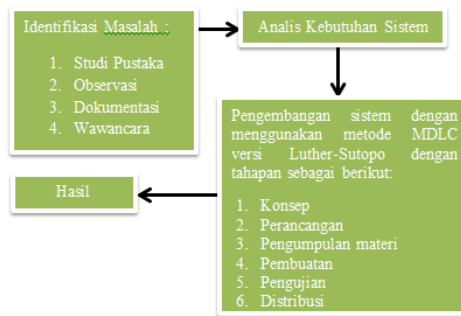 Identifikasi Masalah :
1. Studi Pustaka
2. Observasi
3. Dokumentasi
4. Wawancara
Analis Kebutuhan Sistem
Pengembangan sistem dengan
menggunakan metode MDLC
versi Luther-Sutopo dengan
tahapan sebagai berikut:
1. Konsep
2. Perancangan
3. Pengumpulan materi
4. Pembuatan
5. Pengujian
6. Distribusi
Hasil